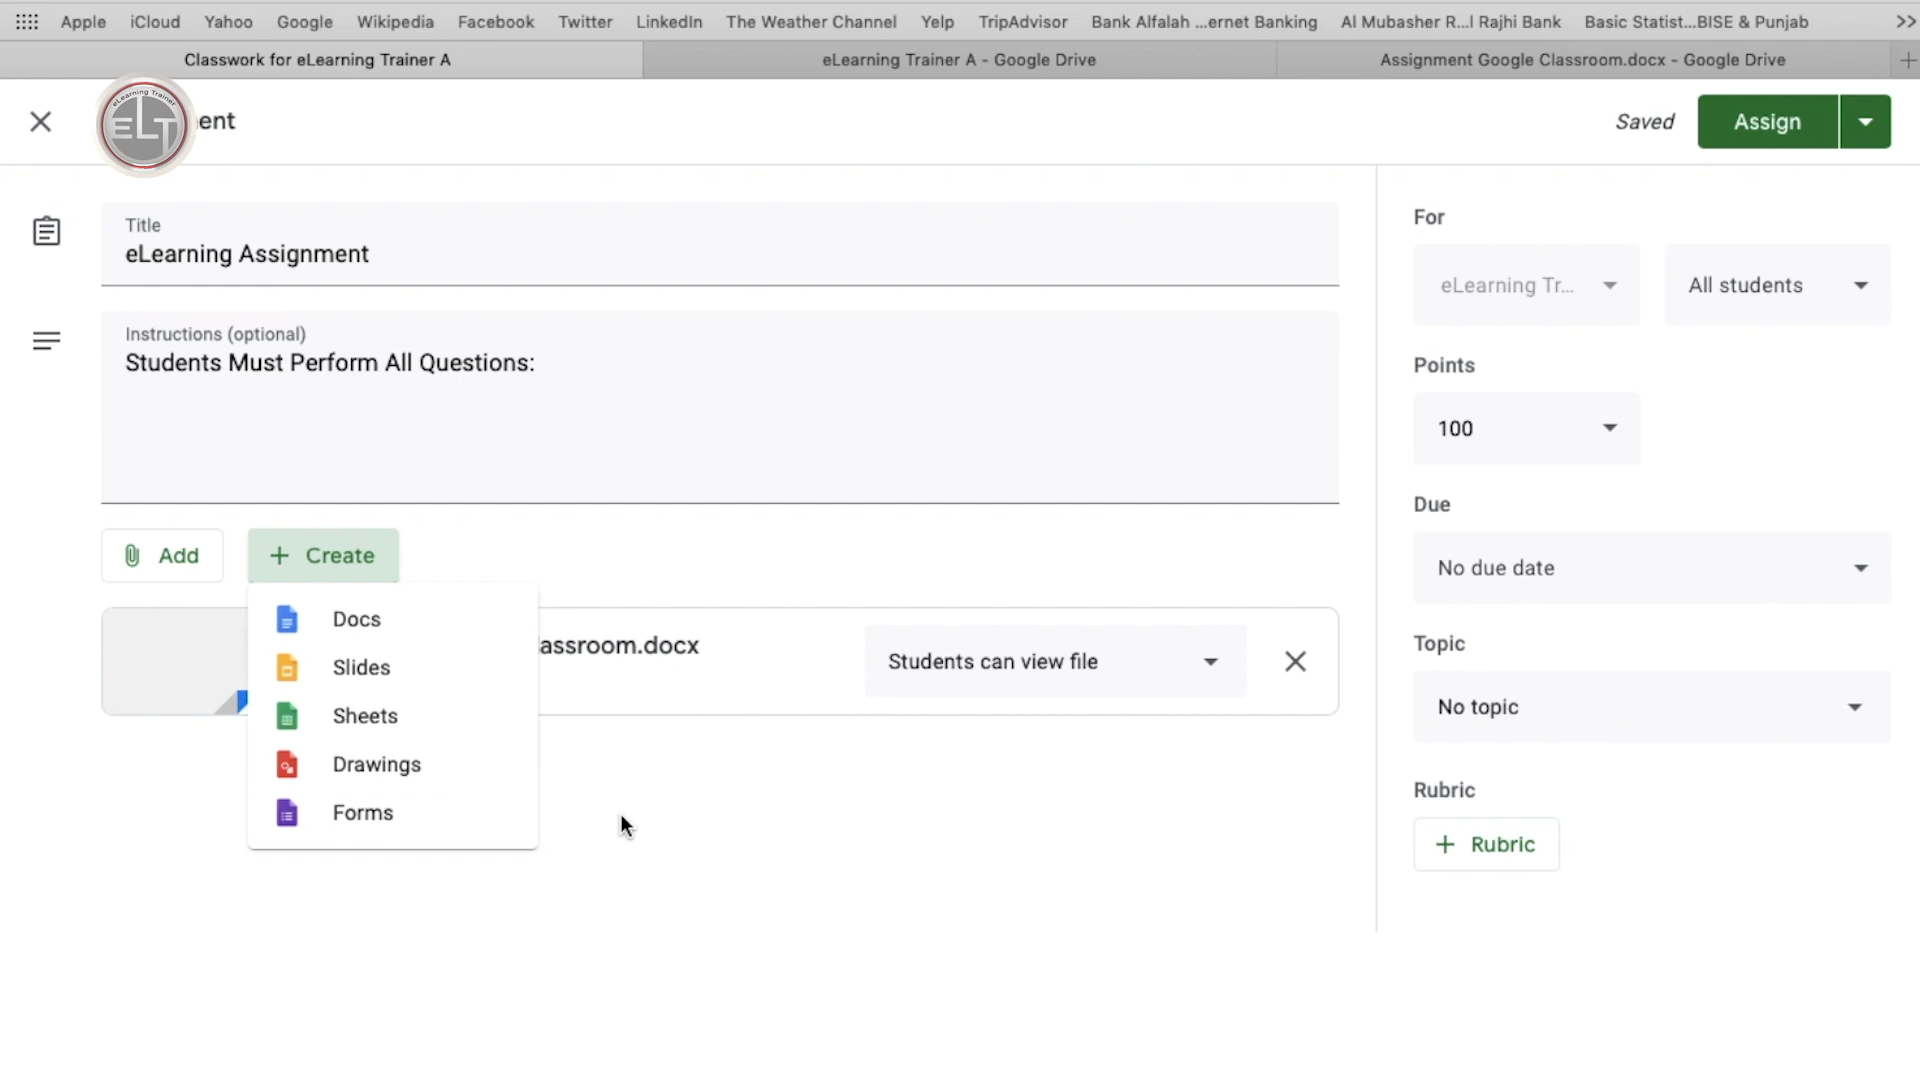 Apple iCloud Yahoo Google Wikipedia Facebook Twitter LinkedIn The Weather Channel Yelp TripAdvisor Bank Alfalah ...ernet Banking Al Mubasher R...l Rajhi Bank Basic Statist...BISE & Punjab
Classwork for eLearning Trainer A
eLearning Trainer A - Google Drive
Assignment Google Classroom.docx - Google Drive
eLearning Trainer
ELT
ent
Saved
Assign
Title
eLearning Assignment
Instructions (optional)
Students Must Perform All Questions:
Add
Create
Docs
Slides
Sheets
Drawings
Forms
lassroom.docx
Students can view file
For
eLearning Tr...
All students
Points
100
Due
No due date
Topic
No topic
Rubric
Rubric